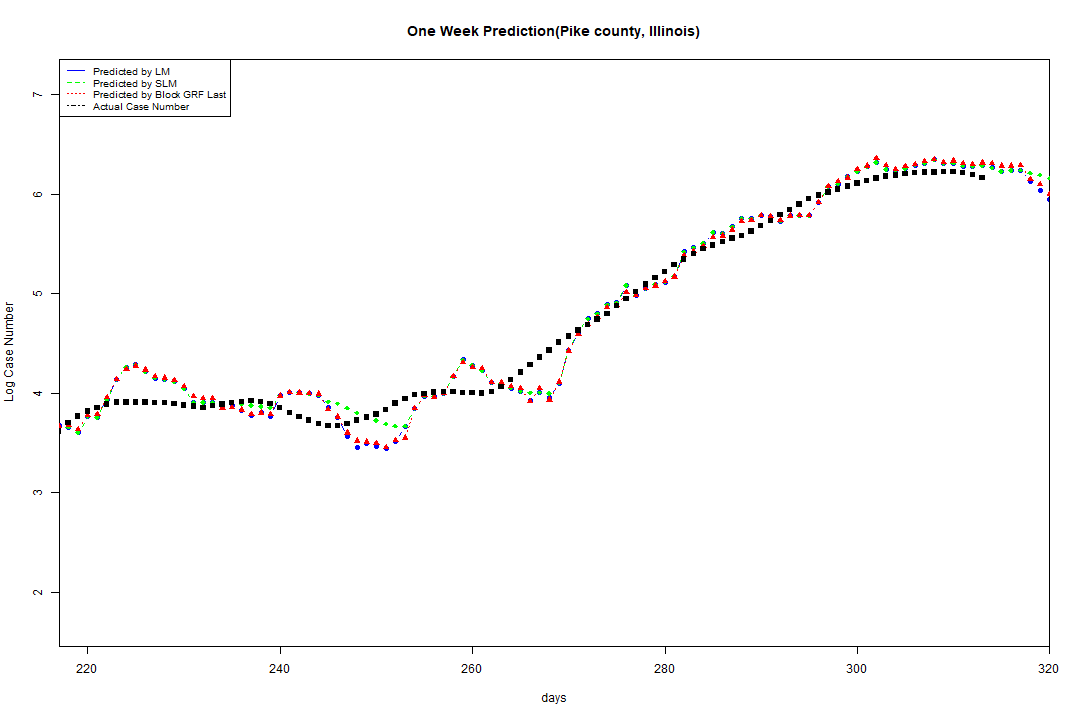 One Week Prediction(Pike county, Illinois)
Predicted by LM
Predicted by SLM
Predicted by Block GRF Last
Actual Case Number
7
6
5
4
3
2
Log Case Number
220 240 260 280 300 320
days